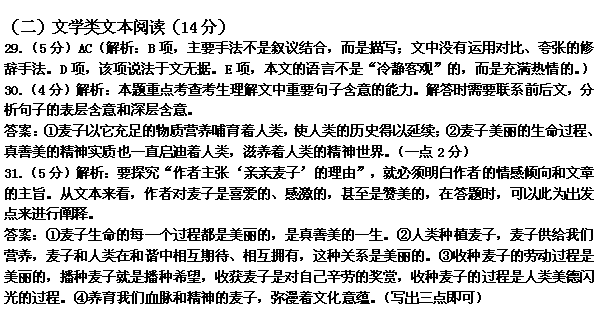 （二）文学类文本阅读（14分）
29．（5分）AC（解析：B项，主要手法不是叙议结合，而是描写；文中没有运用对比、夸张的修
辞手法。D项，该项说法于文无据。E项，本文的语言不是“冷静客观”的，而是充满热情的。）
30．（4分）解析：本题重点考查考生理解文中重要句子含意的能力。解答时需要联系前后文，分
析句子的表层含意和深层含意。
答案：①麦子以它充足的物质营养哺育着人类，使人类的历史得以延续；②麦子美丽的生命过程、
真善美的精神实质也一直启迪着人类，滋养着人类的精神世界。（一点2分）
31．（5分）解析：要探究“作者主张‘亲亲麦子’的理由”，就必须明白作者的情感倾向和文章
的主旨。从文本来看，作者对麦子是喜爱的、感激的，甚至是赞美的，在答题时，可以此为出发
点来进行阐释。
答案：①麦子生命的每一个过程都是美丽的，是真善美的一生。②人类种植麦子，麦子供给我们
营养，麦子和人类在和谐中相互期待、相互拥有，这种关系是美丽的。③收种麦子的劳动过程是
美丽的，播种麦子就是播种希望，收获麦子是对自己辛劳的奖赏，收种麦子的过程是人类美德闪
光的过程。④养育我们血脉和精神的麦子，弥漫着文化意蕴。（写出三点即可）